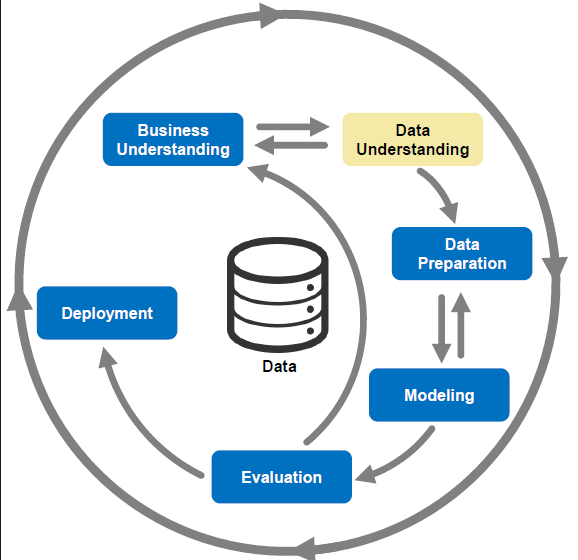 Business
Understanding
Data
Understanding
Data
Preparation
Deployment
Data
Modeling
Evaluation